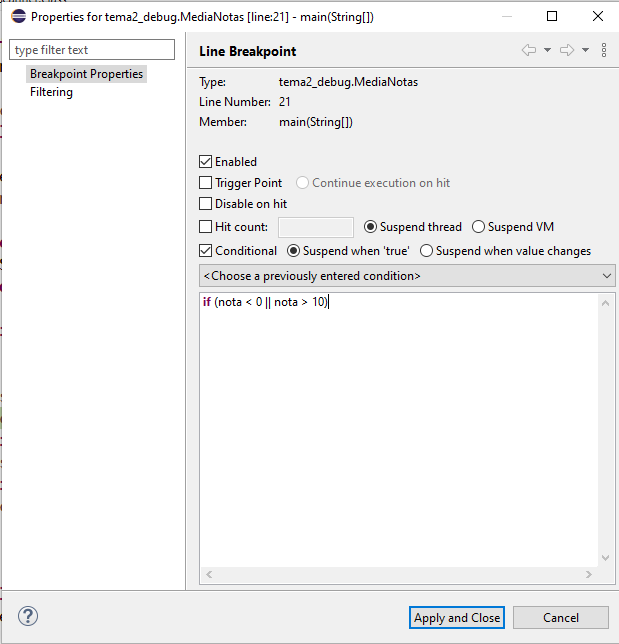 Properties for tema2_debug.MediaNotas [line:21] - main(String[])
type filter text
Breakpoint Properties
Filtering
Line Breakpoint
Type: tema2_debug.MediaNotas
Line Number: 21
Member: main(String[])
Enabled
Trigger Point Continue execution on hit
Disable on hit
Hit count: Suspend thread Suspend VM
Conditional Suspend when 'true' Suspend when value changes
<Choose a previously entered condition>
if (nota < 0 || nota > 10)
Apply and Close Cancel